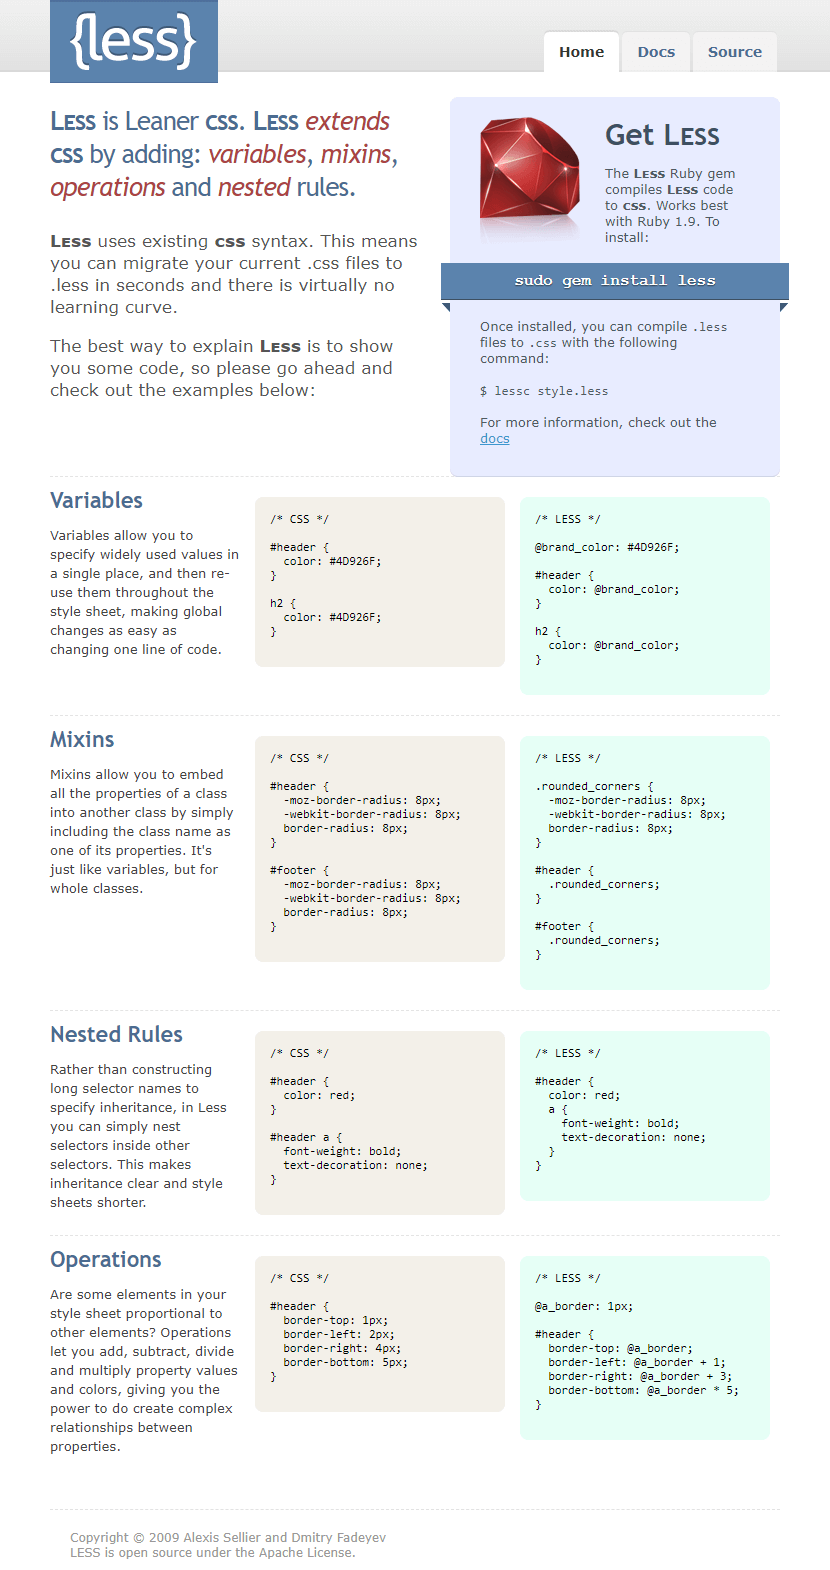 {less}
Home
Docs
Source
LESS is Leaner CSS. LESS extends
CSS by adding: variables, mixins,
operations and nested rules.
LESS uses existing CSS syntax. This means
you can migrate your current .css files to
.less in seconds and there is virtually no
learning curve.
The best way to explain LESS is to show
you some code, so please go ahead and
check out the examples below:
Get LESS
The LESS Ruby gem
compiles LESS code
to CSS. Works best
with Ruby 1.9. To
install:
sudo gem install less
Once installed, you can compile .less
files to .css with the following
command:
$ lessc style.less
For more information, check out the
docs
Variables
Variables allow you to
specify widely used values in
a single place, and then re-
use them throughout the
style sheet, making global
changes as easy as
changing one line of code.
/* CSS */
#header {
  color: #4D926F;
}
h2 {
  color: #4D926F;
}
/* LESS */
@brand_color: #4D926F;
#header {
  color: @brand_color;
}
h2 {
  color: @brand_color;
}
Mixins
Mixins allow you to embed
all the properties of a class
into another class by simply
including the class name as
one of its properties. It's
just like variables, but for
whole classes.
/* CSS */
#header {
  -moz-border-radius: 8px;
  -webkit-border-radius: 8px;
  border-radius: 8px;
}
#footer {
  -moz-border-radius: 8px;
  -webkit-border-radius: 8px;
  border-radius: 8px;
}
/* LESS */
.rounded_corners {
  -moz-border-radius: 8px;
  -webkit-border-radius: 8px;
  border-radius: 8px;
}
#header {
  .rounded_corners;
}
#footer {
  .rounded_corners;
}
Nested Rules
Rather than constructing
long selector names to
specify inheritance, in Less
you can simply nest
selectors inside other
selectors. This makes
inheritance clear and style
sheets shorter.
/* CSS */
#header {
  color: red;
}
#header a {
  font-weight: bold;
  text-decoration: none;
}
/* LESS */
#header {
  color: red;
  a {
    font-weight: bold;
    text-decoration: none;
  }
}
Operations
Are some elements in your
style sheet proportional to
other elements? Operations
let you add, subtract, divide
and multiply property values
and colors, giving you the
power to do create complex
relationships between
properties.
/* CSS */
#header {
  border-top: 1px;
  border-left: 2px;
  border-right: 4px;
  border-bottom: 5px;
}
/* LESS */
@a_border: 1px;
#header {
  border-top: @a_border;
  border-left: @a_border + 1;
  border-right: @a_border + 3;
  border-bottom: @a_border * 5;
}
Copyright © 2009 Alexis Sellier and Dmitry Fadeyev
LESS is open source under the Apache License.